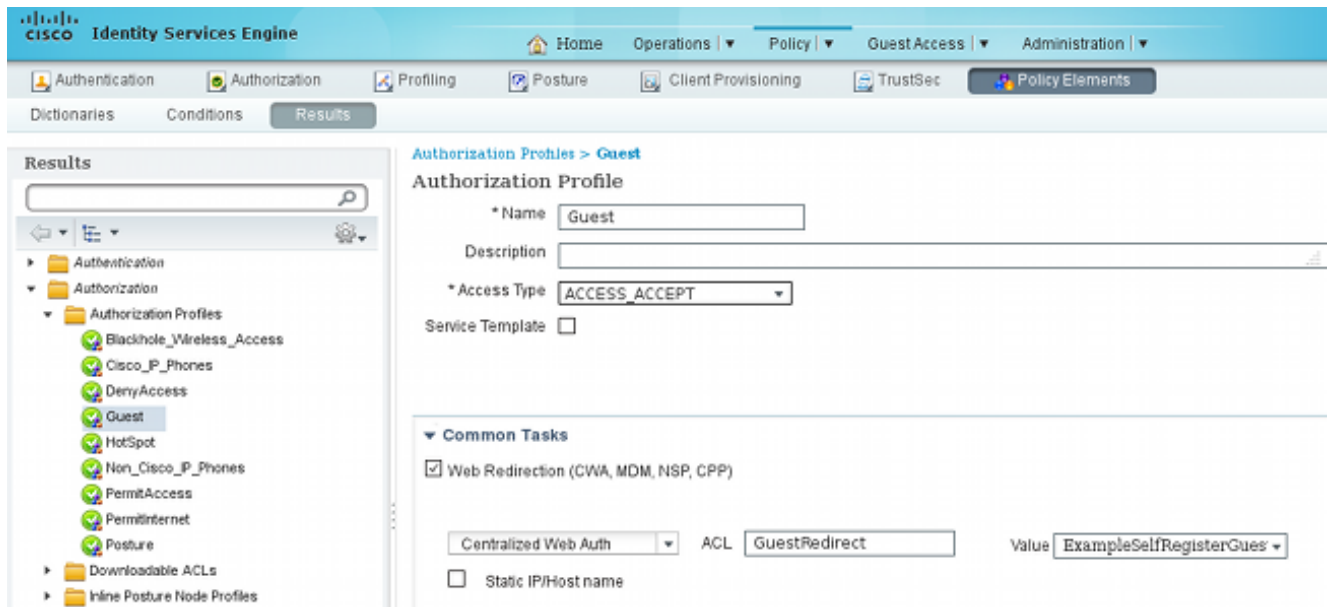 cisco Identity Services Engine
Home Operations | Policy | Guest Access | Administration |
Authentication Authorization Profiling Posture Client Provisioning TrustSec Policy Elements
Dictionaries Conditions Results
Results
Authentication
Authorization
Authorization Profiles
Blackhole_Wireless_Access
Cisco_IP_Phones
DenyAccess
Guest
HotSpot
Non_Cisco_IP_Phones
PermitAccess
PermitInternet
Posture
Downloadable ACLs
Inline Posture Node Profiles
Authorization Profiles > Guest
Authorization Profile
* Name Guest
Description
* Access Type ACCESS_ACCEPT
Service Template
Common Tasks
Web Redirection (CWA, MDM, NSP, CPP)
Centralized Web Auth ACL GuestRedirect Value ExampleSelfRegisterGues
Static IP/Host name